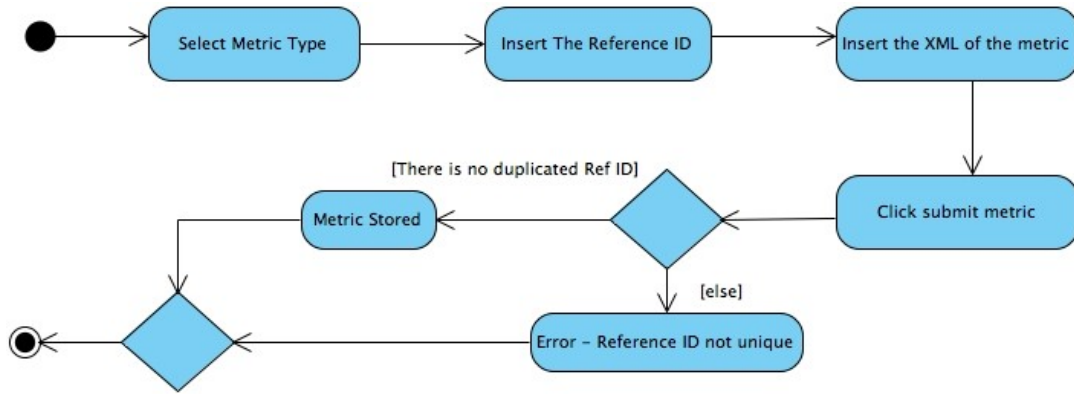 Select Metric Type
Insert The Reference ID
Insert the XML of the metric
[There is no duplicated Ref ID]
Metric Stored
Click submit metric
[else]
Error – Reference ID not unique